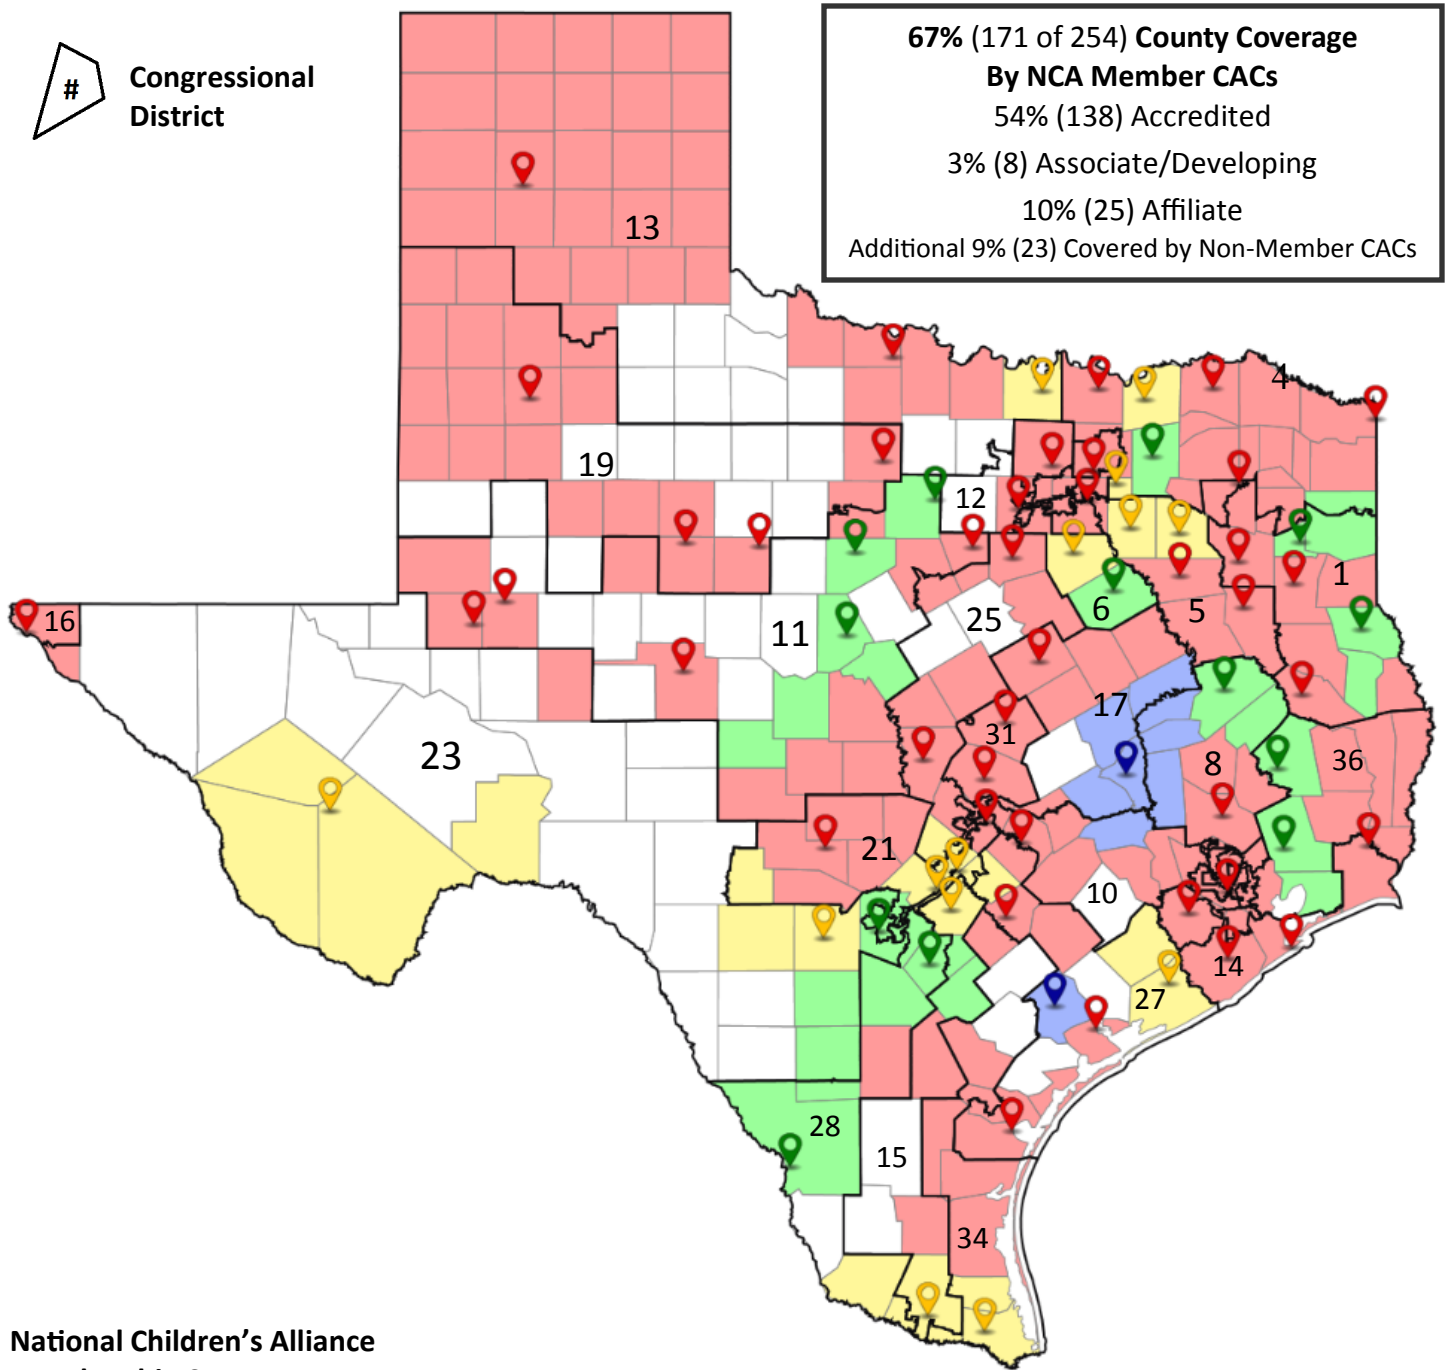 #
Congressional
District
67% (171 of 254) County Coverage
By NCA Member CACs
54% (138) Accredited
3% (8) Associate/Developing
10% (25) Affiliate
Additional 9% (23) Covered by Non-Member CACs
13
4
19
12
1
16
25
6
5
11
17
31
23
8
36
21
10
14
27
28
15
34
National Children's Alliance